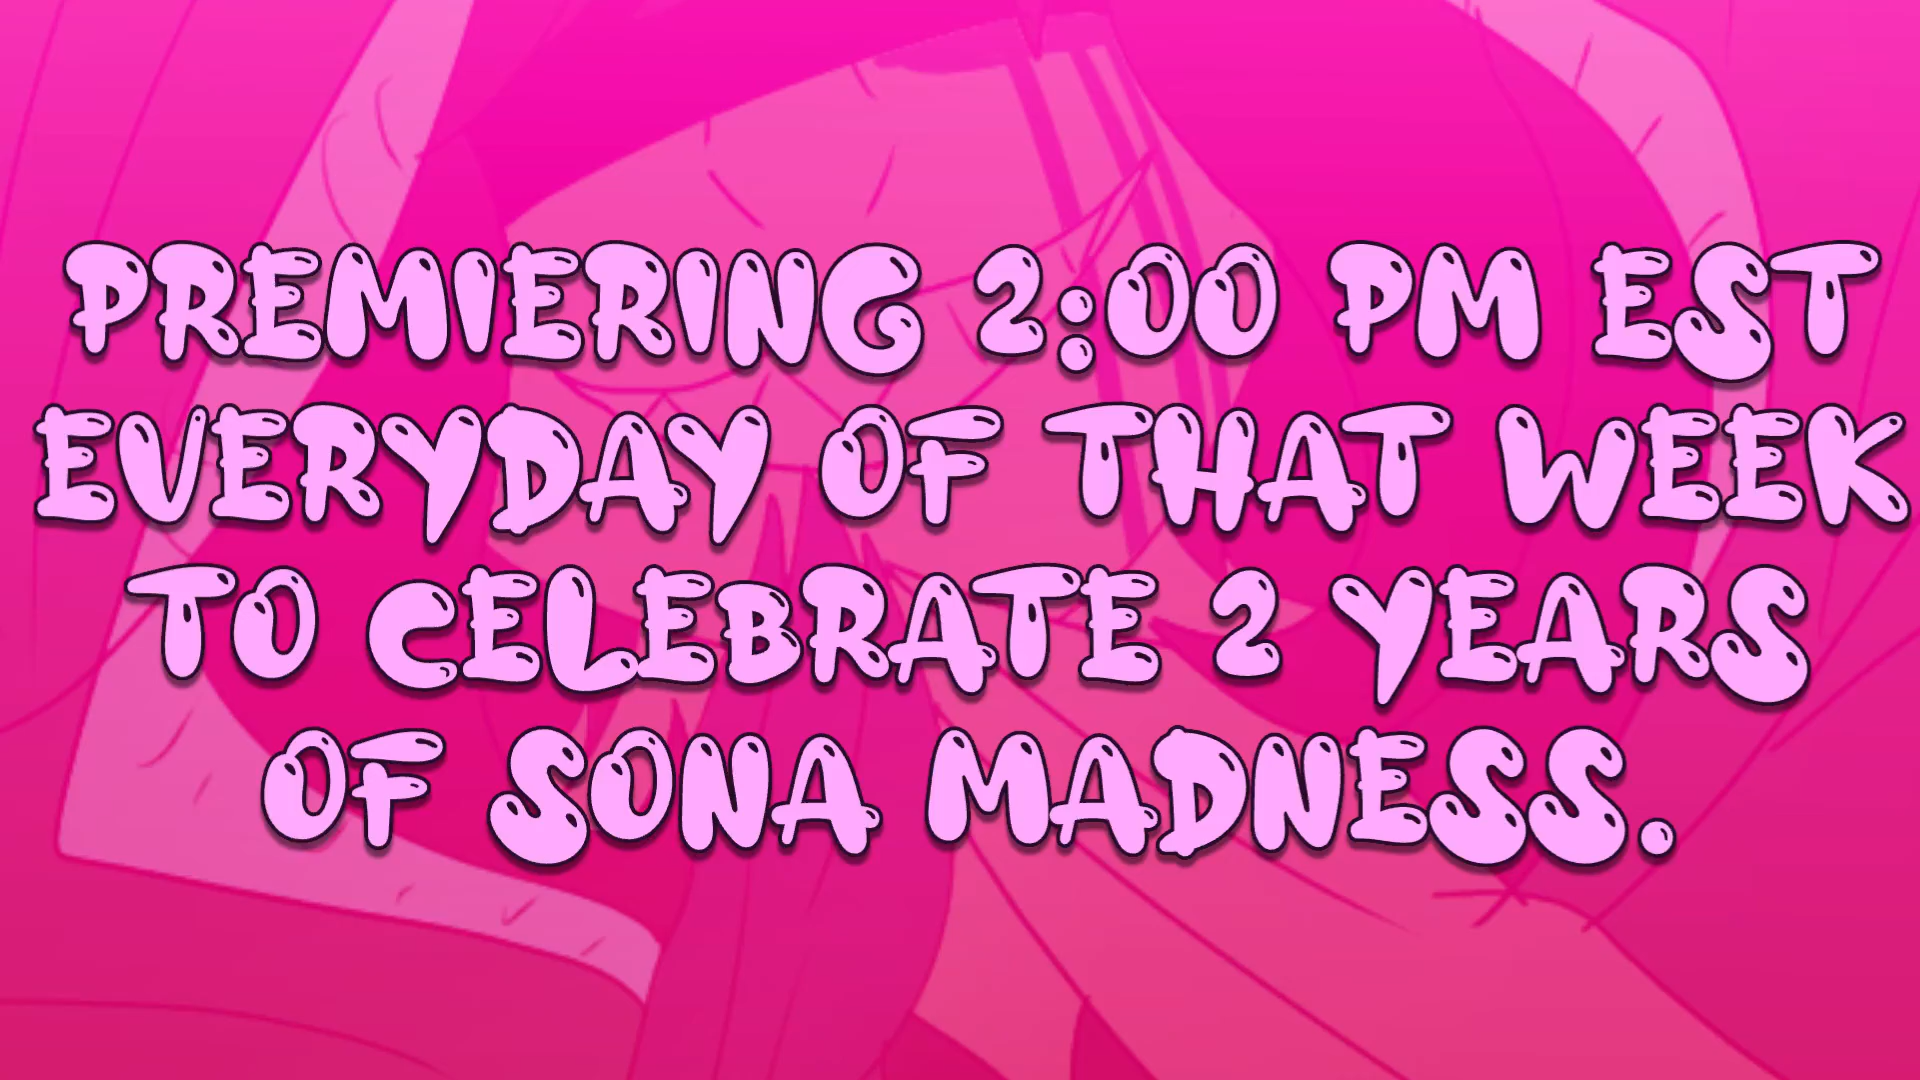 PREMIERING 2:00 PM EST
EVERYDAY OF THAT WEEK
TO CELEBRATE 2 YEARS
OF SONA MADNESS.